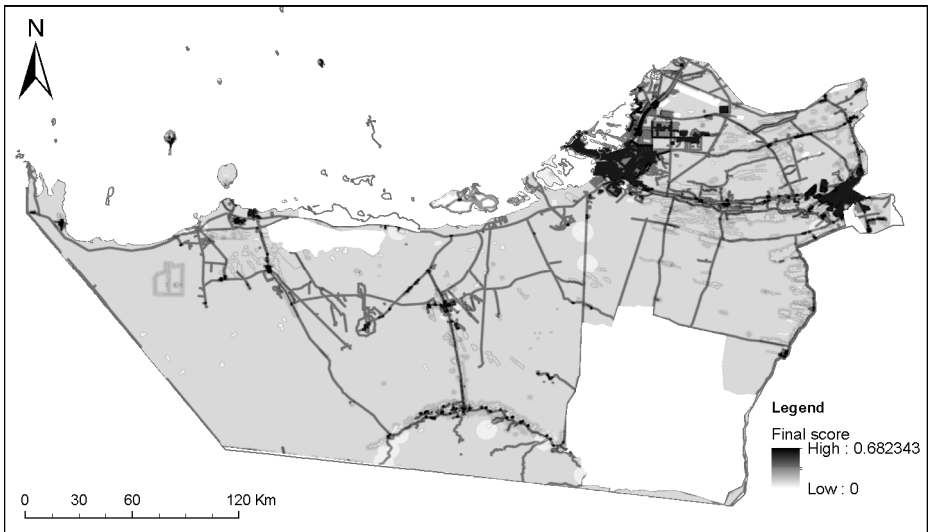 N
Legend
Final score
High : 0.682343
Low : 0
0 30 60 120 Km